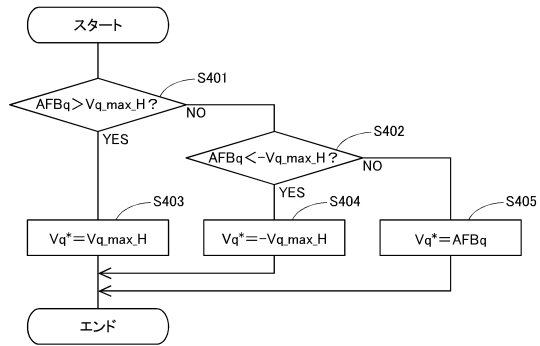 スタート
S401
AFBq>Vq_max_H?
NO
YES
S402
AFBq<-Vq_max_H?
NO
YES
S403
Vq*=Vq_max_H
S404
Vq*=-Vq_max_H
S405
Vq*=AFBq
エンド